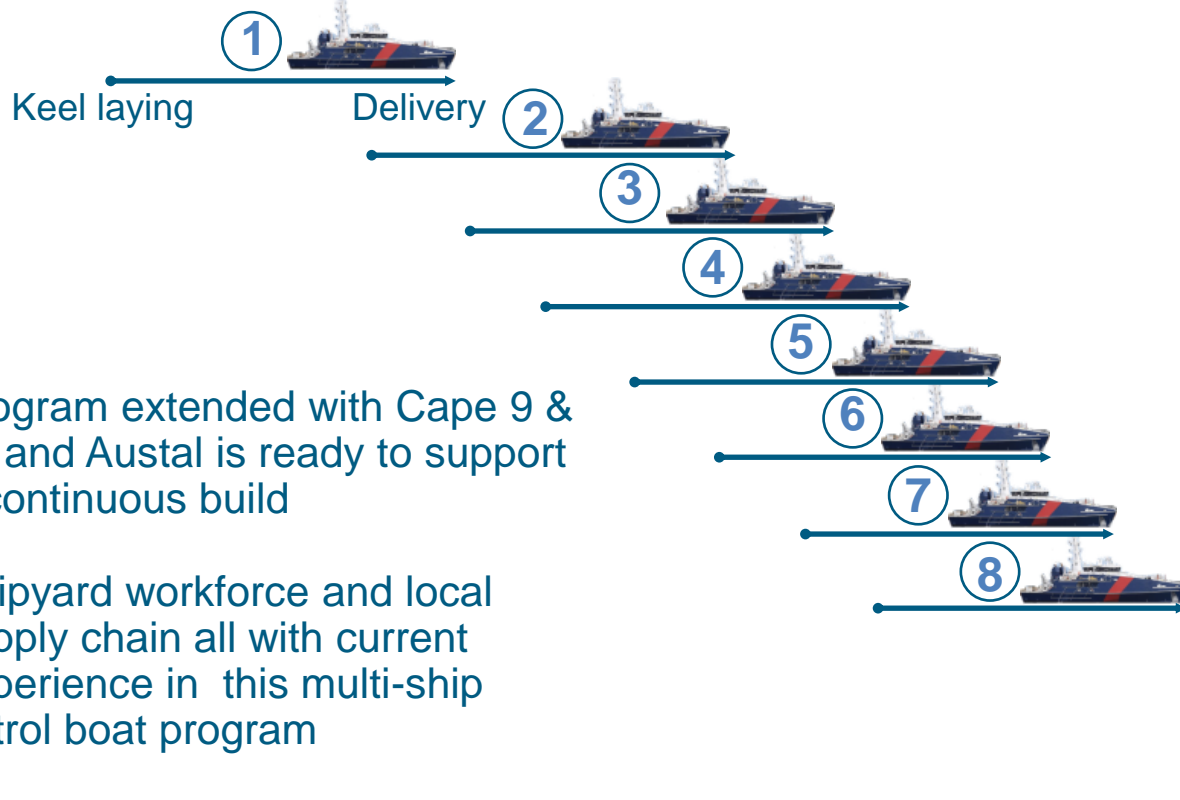 1
Keel laying
Delivery
2
3
4
5
ogram extended with Cape 9 &
6
and Austal is ready to support
continuous build
7
8
ipyard workforce and local
pply chain all with current
perience in  this multi-ship
trol boat program